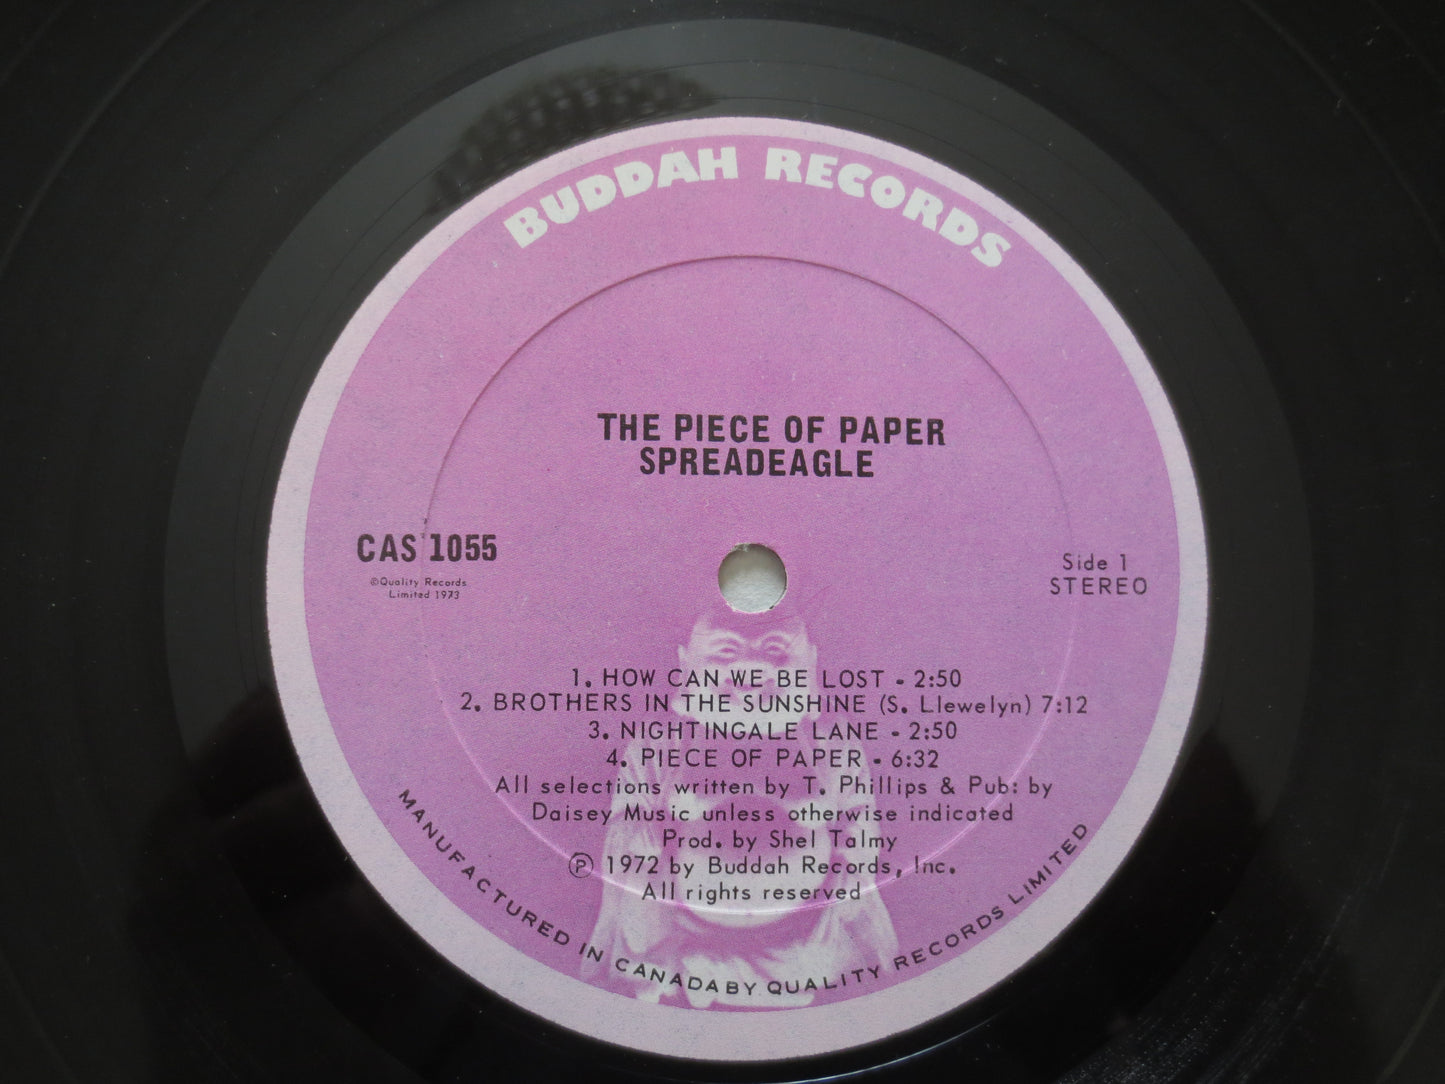 BUDDAH RECORDS
THE PIECE OF PAPER
SPREADEAGLE
CAS 1055
©Quality Records
Limited 1973
Side 1
STEREO
1. HOW CAN WE BE LOST - 2:50
2. BROTHERS IN THE SUNSHINE (S. Llewelyn) 7:12
3. NIGHTINGALE LANE - 2:50
4. PIECE OF PAPER - 6:32
All selections written by T. Phillips & Pub: by
Daisey Music unless otherwise indicated
Prod. by Shel Talmy
℗ 1972 by Buddah Records, Inc.
All rights reserved
MANUFACTURED IN CANADA BY QUALITY RECORDS LIMITED